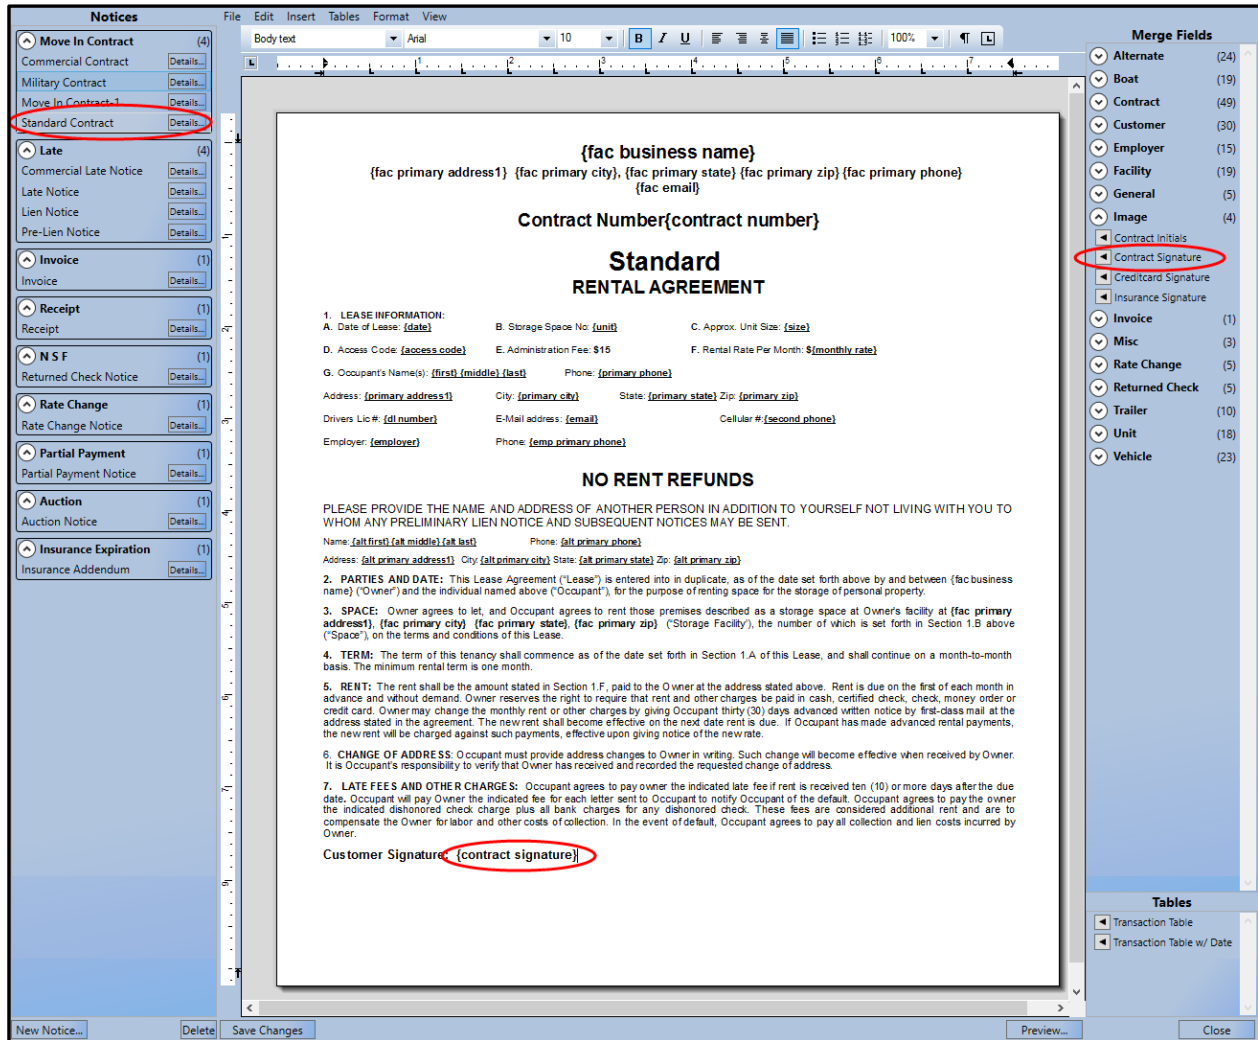 Notices
File Edit Insert Tables Format View
Move In Contract (4)
Commercial Contract Details...
Military Contract Details...
Move In Contract-1 Details...
Standard Contract Details...
Late (4)
Commercial Late Notice Details...
Late Notice Details...
Lien Notice Details...
Pre-Lien Notice Details...
Invoice (1)
Invoice Details...
Receipt (1)
Receipt Details...
N S F (1)
Returned Check Notice Details...
Rate Change (1)
Rate Change Notice Details...
Partial Payment (1)
Partial Payment Notice Details...
Auction (1)
Auction Notice Details...
Insurance Expiration (1)
Insurance Addendum Details...
New Notice... Delete
Body text Arial 10 B I U 100% ¶ L
L 1 2 3 4 5 6 7
{fac business name}
{fac primary address1} {fac primary city}, {fac primary state} {fac primary zip} {fac primary phone}
{fac email}
Contract Number{contract number}
Standard
RENTAL AGREEMENT
1. LEASE INFORMATION:
A. Date of Lease: {date} B. Storage Space No: {unit} C. Approx. Unit Size: {size}
D. Access Code: {access code} E. Administration Fee: $15 F. Rental Rate Per Month: ${monthly rate}
G. Occupant's Name(s): {first} {middle} {last} Phone: {primary phone}
Address: {primary address1} City: {primary city} State: {primary state} Zip: {primary zip}
Drivers Lic #: {dl number} E-Mail address: {email} Cellular #:{second phone}
Employer: {employer} Phone: {emp primary phone}
NO RENT REFUNDS
PLEASE PROVIDE THE NAME AND ADDRESS OF ANOTHER PERSON IN ADDITION TO YOURSELF NOT LIVING WITH YOU TO
WHOM ANY PRELIMINARY LIEN NOTICE AND SUBSEQUENT NOTICES MAY BE SENT.
Name: {alt first} {alt middle} {alt last} Phone: {alt primary phone}
Address: {alt primary address1} City: {alt primary city} State: {alt primary state} Zip: {alt primary zip}
2. PARTIES AND DATE: This Lease Agreement ("Lease") is entered into in duplicate, as of the date set forth above by and between {fac business
name} ("Owner") and the individual named above ("Occupant"), for the purpose of renting space for the storage of personal property.
3. SPACE: Owner agrees to let, and Occupant agrees to rent those premises described as a storage space at Owner's facility at {fac primary
address1}, {fac primary city} {fac primary state}, {fac primary zip} ("Storage Facility"), the number of which is set forth in Section 1.B above
("Space"), on the terms and conditions of this Lease.
4. TERM: The term of this tenancy shall commence as of the date set forth in Section 1.A of this Lease, and shall continue on a month-to-month
basis. The minimum rental term is one month.
5. RENT: The rent shall be the amount stated in Section 1.F, paid to the Owner at the address stated above. Rent is due on the first of each month in
advance and without demand. Owner reserves the right to require that rent and other charges be paid in cash, certified check, check, money order or
credit card. Owner may change the monthly rent or other charges by giving Occupant thirty (30) days advanced written notice by first-class mail at the
address stated in the agreement. The new rent shall become effective on the next date rent is due. If Occupant has made advanced rental payments,
the new rent will be charged against such payments, effective upon giving notice of the new rate.
6. CHANGE OF ADDRESS: Occupant must provide address changes to Owner in writing. Such change will become effective when received by Owner.
It is Occupant's responsibility to verify that Owner has received and recorded the requested change of address.
7. LATE FEES AND OTHER CHARGES: Occupant agrees to pay owner the indicated late fee if rent is received ten (10) or more days after the due
date. Occupant will pay Owner the indicated fee for each letter sent to Occupant to notify Occupant of the default. Occupant agrees to pay the owner
the indicated dishonored check charge plus all bank charges for any dishonored check. These fees are considered additional rent and are to
compensate the Owner for labor and other costs of collection. In the event of default, Occupant agrees to pay all collection and lien costs incurred by
Owner.
Customer Signature: {contract signature}
Save Changes Preview...
Merge Fields
Alternate (24)
Boat (19)
Contract (49)
Customer (30)
Employer (15)
Facility (19)
General (5)
Image (4)
Contract Initials
Contract Signature
Creditcard Signature
Insurance Signature
Invoice (1)
Misc (3)
Rate Change (5)
Returned Check (5)
Trailer (10)
Unit (18)
Vehicle (23)
Tables
Transaction Table
Transaction Table w/ Date
Close